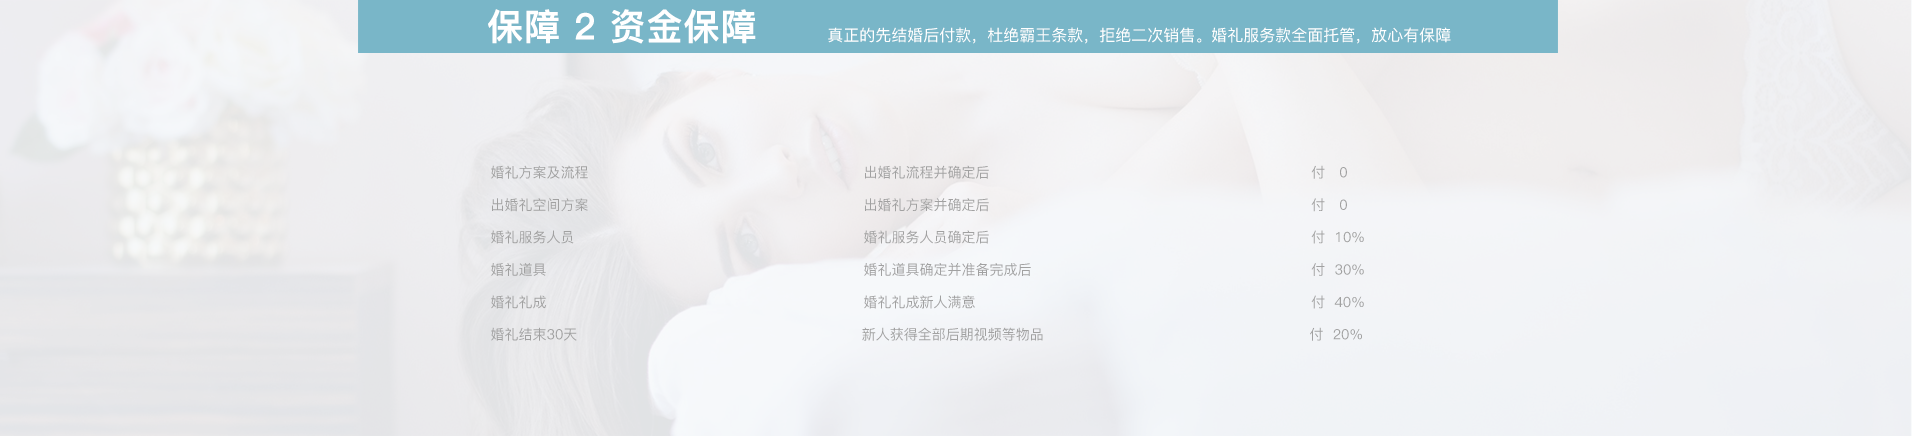 保障 2 资金保障 真正的先结婚后付款，杜绝霸王条款，拒绝二次销售。婚礼服务款全面托管，放心有保障
婚礼方案及流程 出婚礼流程并确定后 付 0
出婚礼空间方案 出婚礼方案并确定后 付 0
婚礼服务人员 婚礼服务人员确定后 付 10%
婚礼道具 婚礼道具确定并准备完成后 付 30%
婚礼礼成 婚礼礼成新人满意 付 40%
婚礼结束30天 新人获得全部后期视频等物品 付 20%